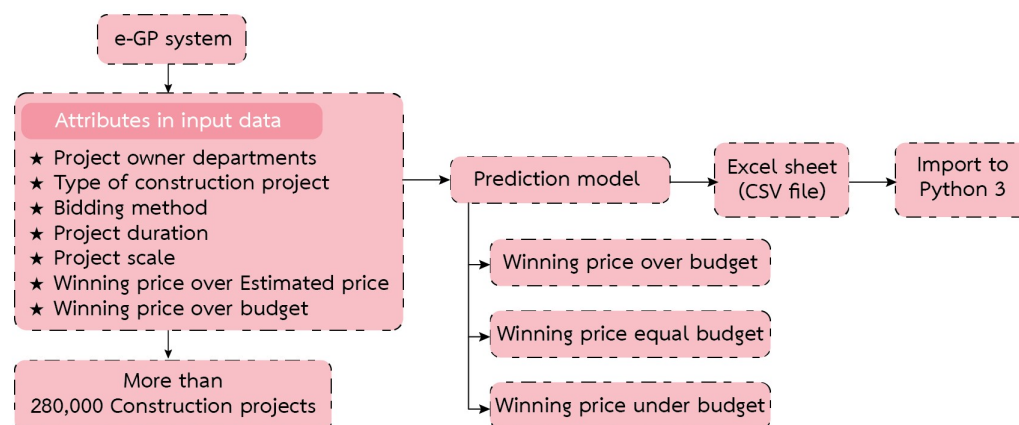 e-GP system
Attributes in input data
★ Project owner departments
★ Type of construction project
★ Bidding method
★ Project duration
★ Project scale
★ Winning price over Estimated price
★ Winning price over budget
More than
280,000 Construction projects
Prediction model
Excel sheet
(CSV file)
Import to
Python 3
Winning price over budget
Winning price equal budget
Winning price under budget